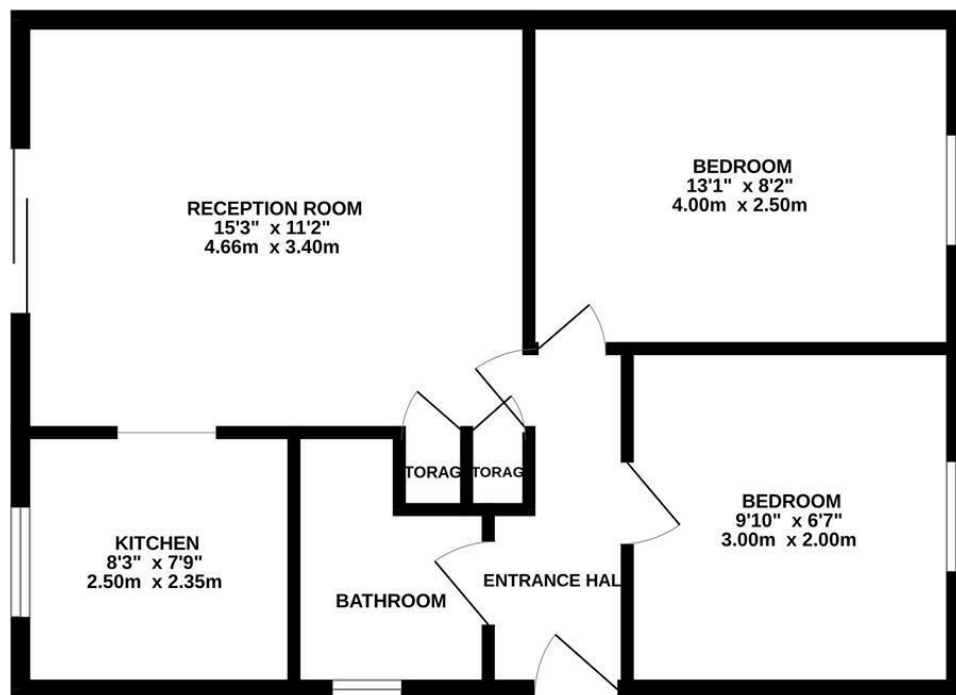 RECEPTION ROOM
15'3" x 11'2"
4.66m x 3.40m
BEDROOM
13'1" x 8'2"
4.00m x 2.50m
TORAG
TORAG
KITCHEN
8'3" x 7'9"
2.50m x 2.35m
BATHROOM
ENTRANCE HAL
BEDROOM
9'10" x 6'7"
3.00m x 2.00m